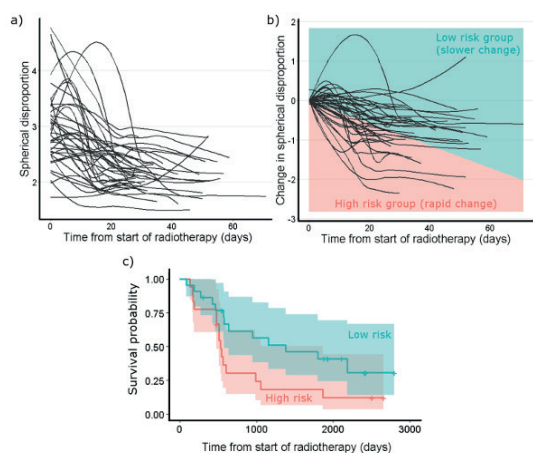 a)
Spherical disproportion
4
3
2
0
20
40
60
Time from start of radiotherapy (days)
b)
Change in spherical disproportion
2
1
0
-1
-2
-3
Low risk group
(slower change)
High risk group (rapid change)
0
20
40
60
Time from start of radiotherapy (days)
c)
Survival probability
1.00
0.75
0.50
0.25
0.00
Low risk
High risk
0
1000
2000
3000
Time from start of radiotherapy (days)